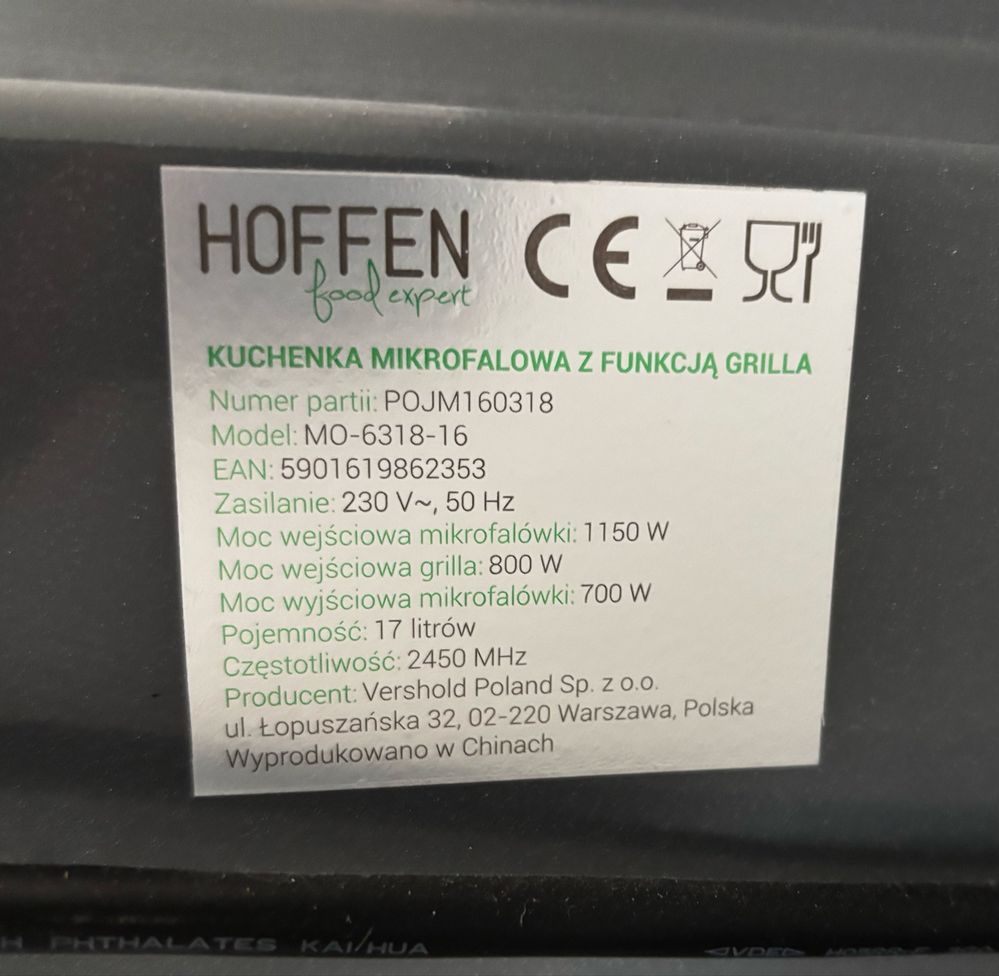 HOFFEN
food expert
CE
KUCHENKA MIKROFALOWA Z FUNKCJĄ GRILLA
Numer partii: POJM160318
Model: MO-6318-16
EAN: 5901619862353
Zasilanie: 230 V~, 50 Hz
Moc wejściowa mikrofalówki: 1150 W
Moc wejściowa grilla: 800 W
Moc wyjściowa mikrofalówki: 700 W
Pojemność: 17 litrów
Częstotliwość: 2450 MHz
Producent: Vershold Poland Sp. z o.o.
ul. Łopuszańska 32, 02-220 Warszawa, Polska
Wyprodukowano w Chinach
PHTHALATES KAI/HUA
VDE